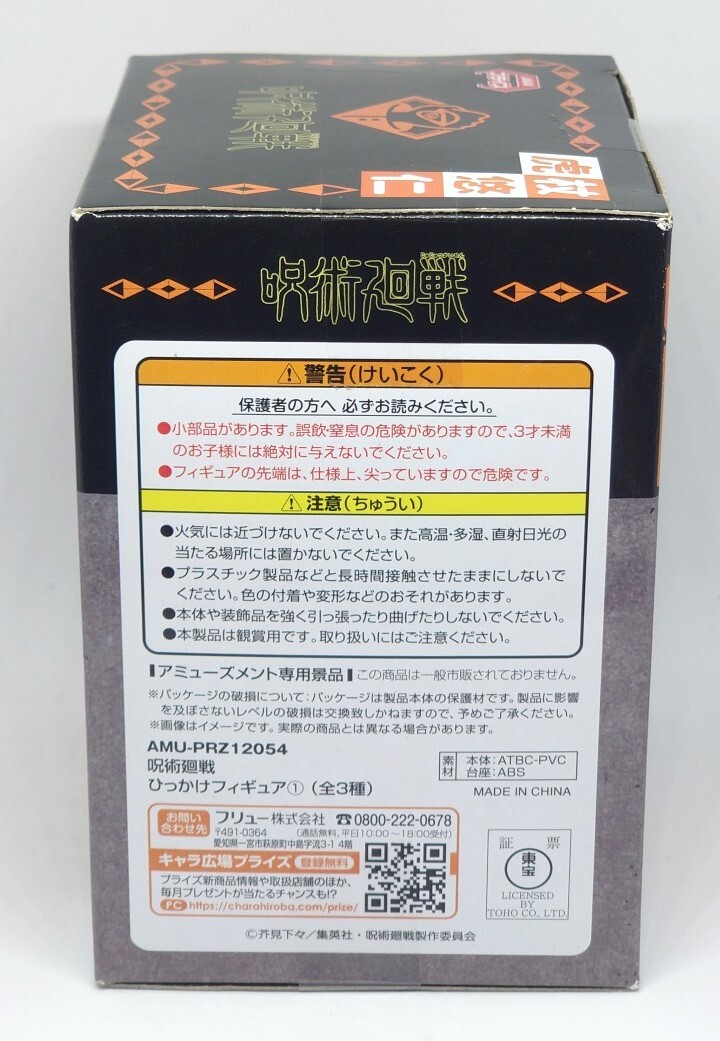 呪術廻戦
虎杖
悠
仁
呪術廻戦
⚠警告(けいこく)
保護者の方へ 必ずお読みください。
●小部品があります。誤飲・窒息の危険がありますので、3才未満
のお子様には絶対に与えないでください。
●フィギュアの先端は、仕様上、尖っていますので危険です。
⚠注意(ちゅうい)
●火気には近づけないでください。また高温・多湿、直射日光の
当たる場所には置かないでください。
●プラスチック製品などと長時間接触させたままにしないで
ください。色の付着や変形などのおそれがあります。
●本体や装飾品を強く引っ張ったり曲げたりしないでください。
●本製品は観賞用です。取り扱いにはご注意ください。
アミューズメント専用景品 この商品は一般市販されておりません。
※パッケージの破損について:パッケージは製品本体の保護材です。製品に影響
を及ぼさないレベルの破損は交換致しかねますので、予めご了承ください。
※画像はイメージです。実際の商品とは異なる場合があります。
AMU-PRZ12054
呪術廻戦
ひっかけフィギュア① (全3種)
素材 本体:ATBC-PVC
台座:ABS
MADE IN CHINA
お問い合わせ先 フリュー株式会社 ☎0800-222-0678
〒491-0364 (通話無料、平日10:00~18:00受付)
愛知県一宮市萩原町中島字流3-1 4階
キャラ広場プライズ 登録無料
プライズ新商品情報や取扱店舗のほか、
毎月プレゼントが当たるチャンスも!?
PC https://charahiroba.com/prize/
証票
東宝
LICENSED
BY
TOHO CO., LTD.
©芥見下々/集英社・呪術廻戦製作委員会